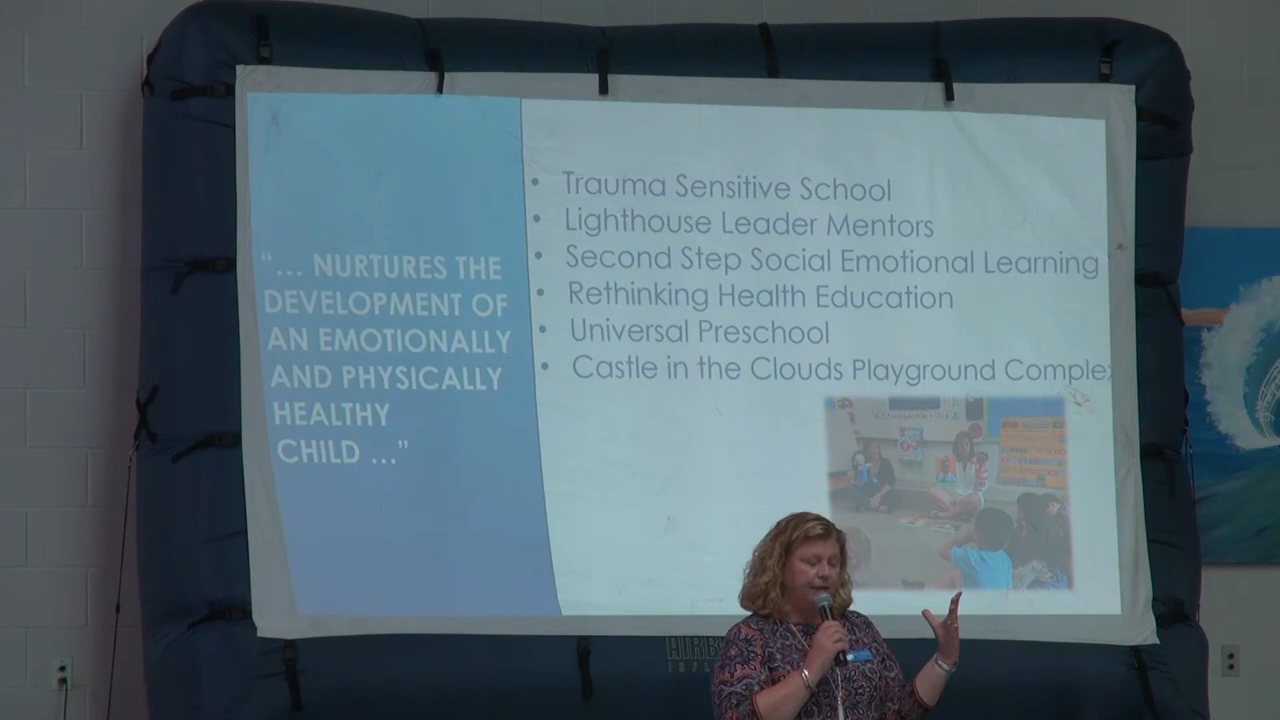 “... NURTURES THE
DEVELOPMENT OF
AN EMOTIONALLY
AND PHYSICALLY
HEALTHY
CHILD ...”
• Trauma Sensitive School
• Lighthouse Leader Mentors
• Second Step Social Emotional Learning
• Rethinking Health Education
• Universal Preschool
• Castle in the Clouds Playground Complex